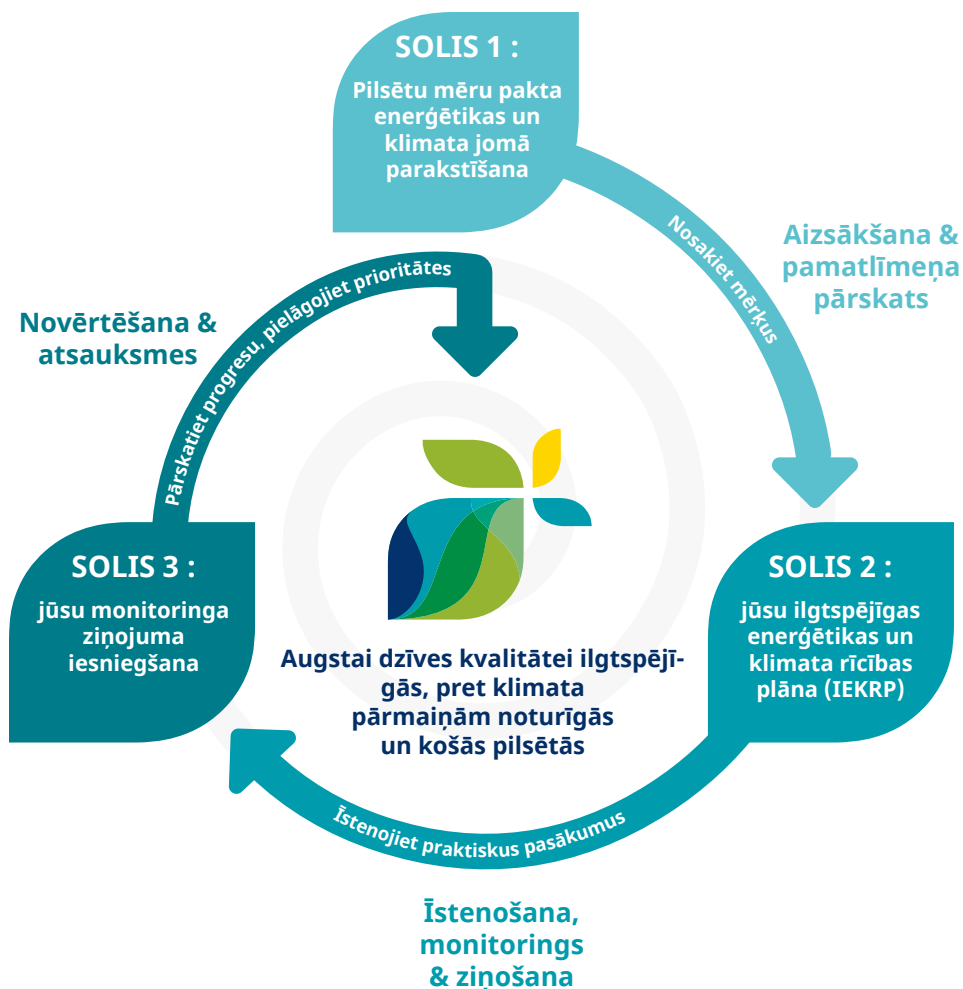 SOLIS 1 :
Pilsētu mēru pakta
enerģētikas un
klimata jomā
parakstīšana
Nosakiet mērķus
Aizsākšana &
pamatlīmeņa
pārskats
SOLIS 2 :
jūsu ilgtspējīgas
enerģētikas un
klimata rīcības
plāna (IEKRP)
Īstenojiet praktiskus pasākumus
Īstenošana,
monitorings
& ziņošana
SOLIS 3 :
jūsu monitoringa
ziņojuma
iesniegšana
Pārskatiet progresu, pielāgojiet prioritātes
Novērtēšana &
atsauksmes
Augstai dzīves kvalitātei ilgtspējī-
gās, pret klimata
pārmaiņām noturīgās
un košās pilsētās